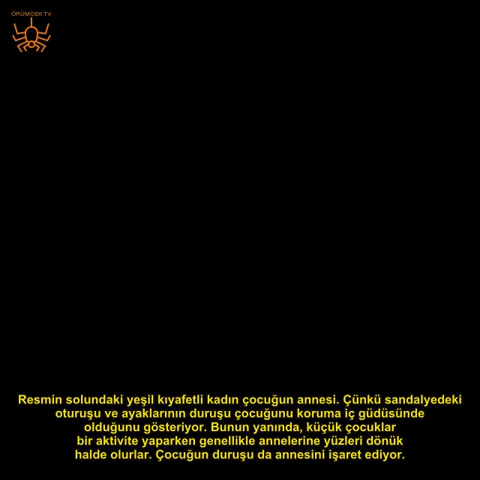 ÖRÜMCEK TV
Resmin solundaki yeşil kıyafetli kadın çocuğun annesi. Çünkü sandalyedeki
oturuşu ve ayaklarının duruşu çocuğunu koruma iç güdüsünde
olduğunu gösteriyor. Bunun yanında, küçük çocuklar
bir aktivite yaparken genellikle annelerine yüzleri dönük
halde olurlar. Çocuğun duruşu da annesini işaret ediyor.